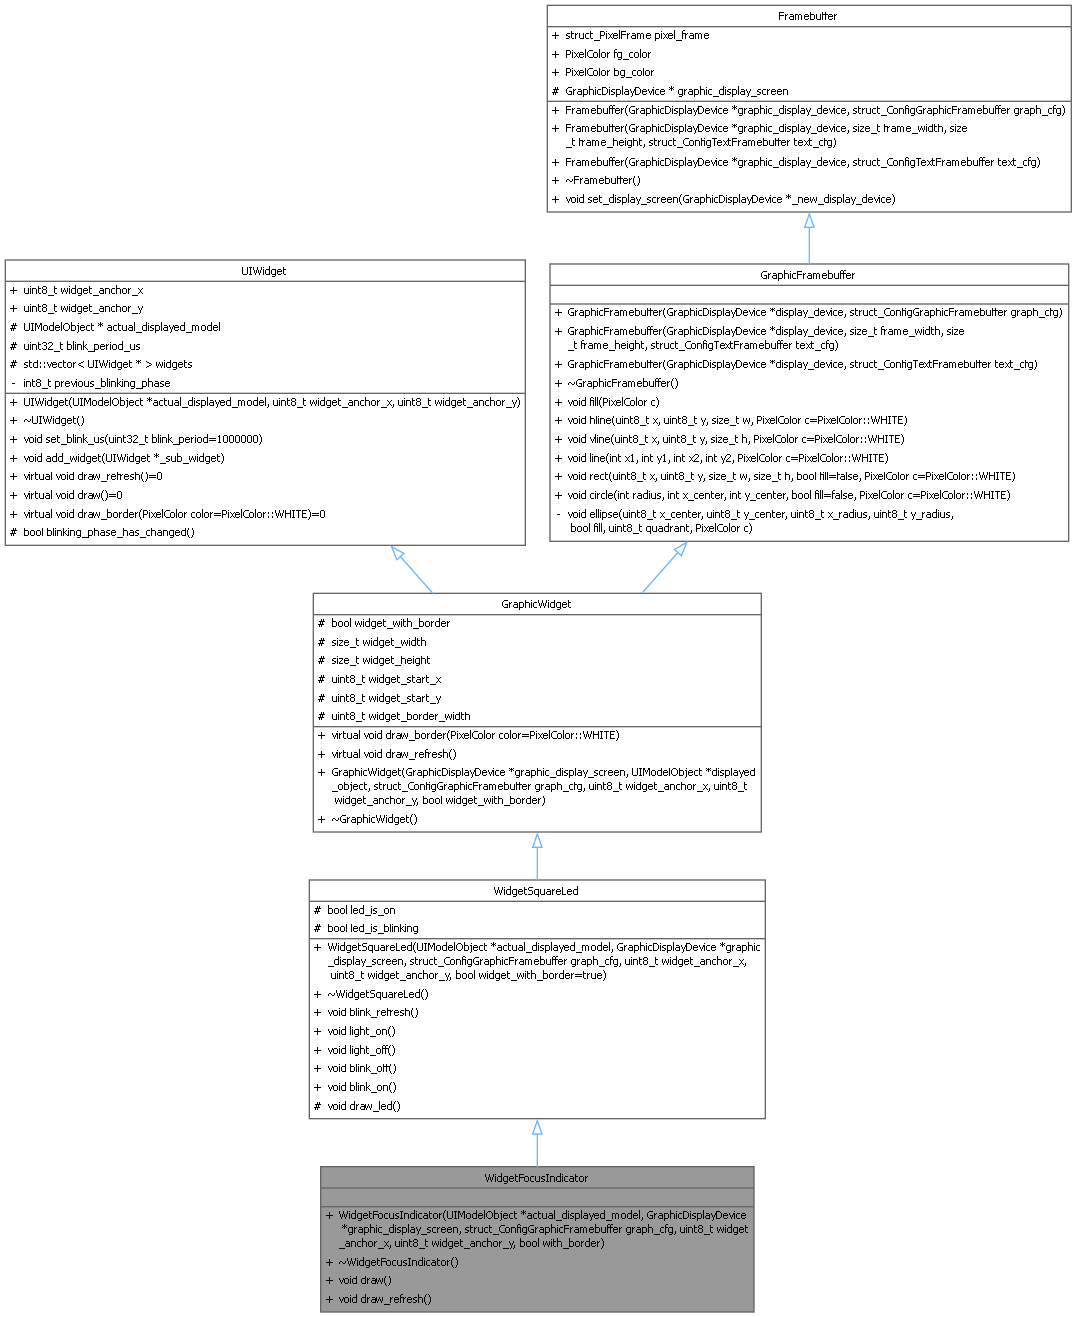 Framebuffer
+ struct_PixelFrame pixel_frame
+ PixelColor fg_color
+ PixelColor bg_color
# GraphicDisplayDevice * graphic_display_screen
+ Framebuffer(GraphicDisplayDevice *graphic_display_device, struct_ConfigGraphicFramebuffer graph_cfg)
+ Framebuffer(GraphicDisplayDevice *graphic_display_device, size_t frame_width, size
_t frame_height, struct_ConfigTextFramebuffer text_cfg)
+ Framebuffer(GraphicDisplayDevice *graphic_display_device, struct_ConfigTextFramebuffer text_cfg)
+ ~Framebuffer()
+ void set_display_screen(GraphicDisplayDevice *_new_display_device)
UIWidget
+ uint8_t widget_anchor_x
+ uint8_t widget_anchor_y
# UIModelObject * actual_displayed_model
# uint32_t blink_period_us
# std::vector< UIWidget * > widgets
- int8_t previous_blinking_phase
+ UIWidget(UIModelObject *actual_displayed_model, uint8_t widget_anchor_x, uint8_t widget_anchor_y)
+ ~UIWidget()
+ void set_blink_us(uint32_t blink_period=1000000)
+ void add_widget(UIWidget *_sub_widget)
+ virtual void draw_refresh()=0
+ virtual void draw()=0
+ virtual void draw_border(PixelColor color=PixelColor::WHITE)=0
# bool blinking_phase_has_changed()
GraphicFramebuffer
+ GraphicFramebuffer(GraphicDisplayDevice *display_device, struct_ConfigGraphicFramebuffer graph_cfg)
+ GraphicFramebuffer(GraphicDisplayDevice *display_device, size_t frame_width, size
_t frame_height, struct_ConfigTextFramebuffer text_cfg)
+ GraphicFramebuffer(GraphicDisplayDevice *display_device, struct_ConfigTextFramebuffer text_cfg)
+ ~GraphicFramebuffer()
+ void fill(PixelColor c)
+ void hline(uint8_t x, uint8_t y, size_t w, PixelColor c=PixelColor::WHITE)
+ void vline(uint8_t x, uint8_t y, size_t h, PixelColor c=PixelColor::WHITE)
+ void line(int x1, int y1, int x2, int y2, PixelColor c=PixelColor::WHITE)
+ void rect(uint8_t x, uint8_t y, size_t w, size_t h, bool fill=false, PixelColor c=PixelColor::WHITE)
+ void circle(int radius, int x_center, int y_center, bool fill=false, PixelColor c=PixelColor::WHITE)
- void ellipse(uint8_t x_center, uint8_t y_center, uint8_t x_radius, uint8_t y_radius,
bool fill, uint8_t quadrant, PixelColor c)
GraphicWidget
# bool widget_with_border
# size_t widget_width
# size_t widget_height
# uint8_t widget_start_x
# uint8_t widget_start_y
# uint8_t widget_border_width
+ virtual void draw_border(PixelColor color=PixelColor::WHITE)
+ virtual void draw_refresh()
+ GraphicWidget(GraphicDisplayDevice *graphic_display_screen, UIModelObject *displayed
_object, struct_ConfigGraphicFramebuffer graph_cfg, uint8_t widget_anchor_x, uint8_t
widget_anchor_y, bool widget_with_border)
+ ~GraphicWidget()
WidgetSquareLed
# bool led_is_on
# bool led_is_blinking
+ WidgetSquareLed(UIModelObject *actual_displayed_model, GraphicDisplayDevice *graphic
_display_screen, struct_ConfigGraphicFramebuffer graph_cfg, uint8_t widget_anchor_x,
uint8_t widget_anchor_y, bool widget_with_border=true)
+ ~WidgetSquareLed()
+ void blink_refresh()
+ void light_on()
+ void light_off()
+ void blink_off()
+ void blink_on()
# void draw_led()
WidgetFocusIndicator
+ WidgetFocusIndicator(UIModelObject *actual_displayed_model, GraphicDisplayDevice
*graphic_display_screen, struct_ConfigGraphicFramebuffer graph_cfg, uint8_t widget
_anchor_x, uint8_t widget_anchor_y, bool with_border)
+ ~WidgetFocusIndicator()
+ void draw()
+ void draw_refresh()